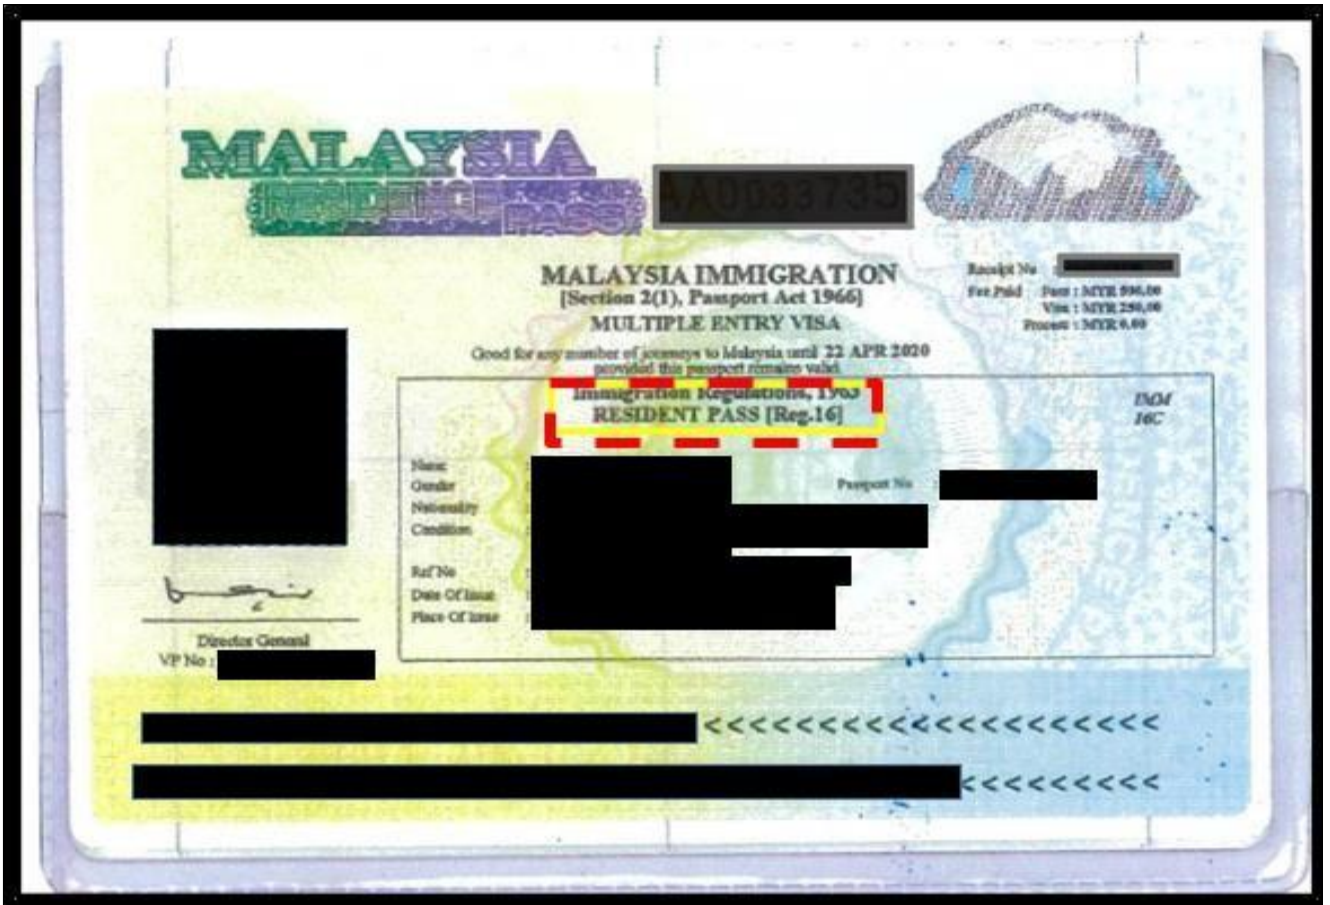 MALAYSIA
RESIDENCE PASS
MALAYSIA IMMIGRATION
[Section 2(1), Passport Act 1966]
MULTIPLE ENTRY VISA
Good for any number of journeys to Malaysia until 22 APR 2020
provided this passport remains valid.
Receipt No :
Fee Paid Pass : MYR 500.00
Visa : MYR 250.00
Process : MYR 0.00
Immigration Regulations, 1963
RESIDENT PASS [Reg.16]
IMM
16C
Name
Gender
Passport No
Nationality
Condition
Ref No
Date Of Issue
Place Of Issue
Director General
VP No :
<<<<<<<<<<<<<<<<<<<<
<<<<<<<<<